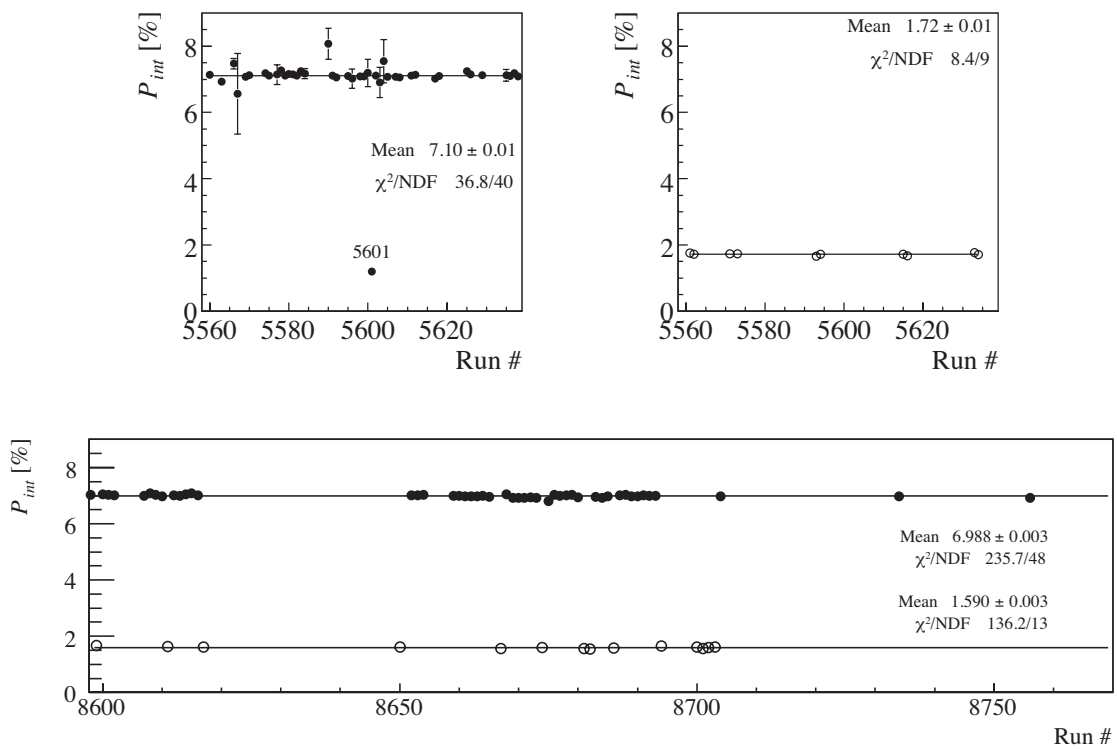 P_int [%]
8
6
4
2
0
Mean 7.10 ± 0.01
χ²/NDF 36.8/40
5601
5560 5580 5600 5620
Run #
P_int [%]
8
6
4
2
0
Mean 1.72 ± 0.01
χ²/NDF 8.4/9
5560 5580 5600 5620
Run #
P_int [%]
8
6
4
2
0
Mean 6.988 ± 0.003
χ²/NDF 235.7/48
Mean 1.590 ± 0.003
χ²/NDF 136.2/13
8600 8650 8700 8750
Run #